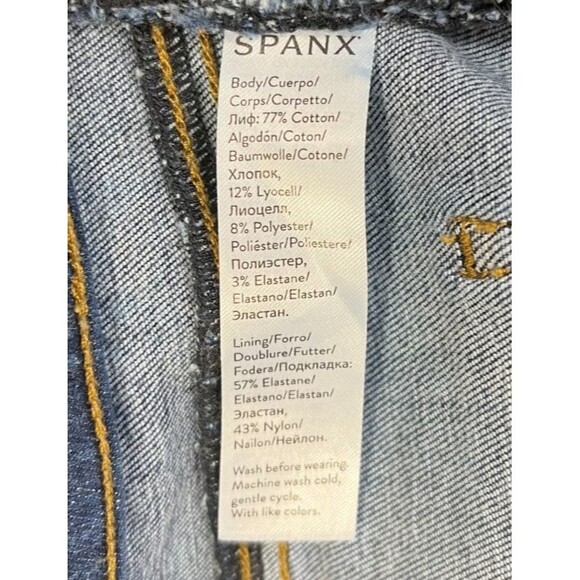 SPANX
Body/Cuerpo/
Corps/Corpetto/
Лиф: 77% Cotton/
Algodón/Coton/
Baumwolle/Cotone/
Хлопок,
12% Lyocell/
Лиоцелл,
8% Polyester/
Poliéster/Poliestere/
Полиэстер,
3% Elastane/
Elastano/Elastan/
Эластан.
Lining/Forro/
Doublure/Futter/
Fodera/Подкладка:
57% Elastane/
Elastano/Elastan/
Эластан,
43% Nylon/
Nailon/Нейлон.
Wash before wearing.
Machine wash cold,
gentle cycle.
With like colors.